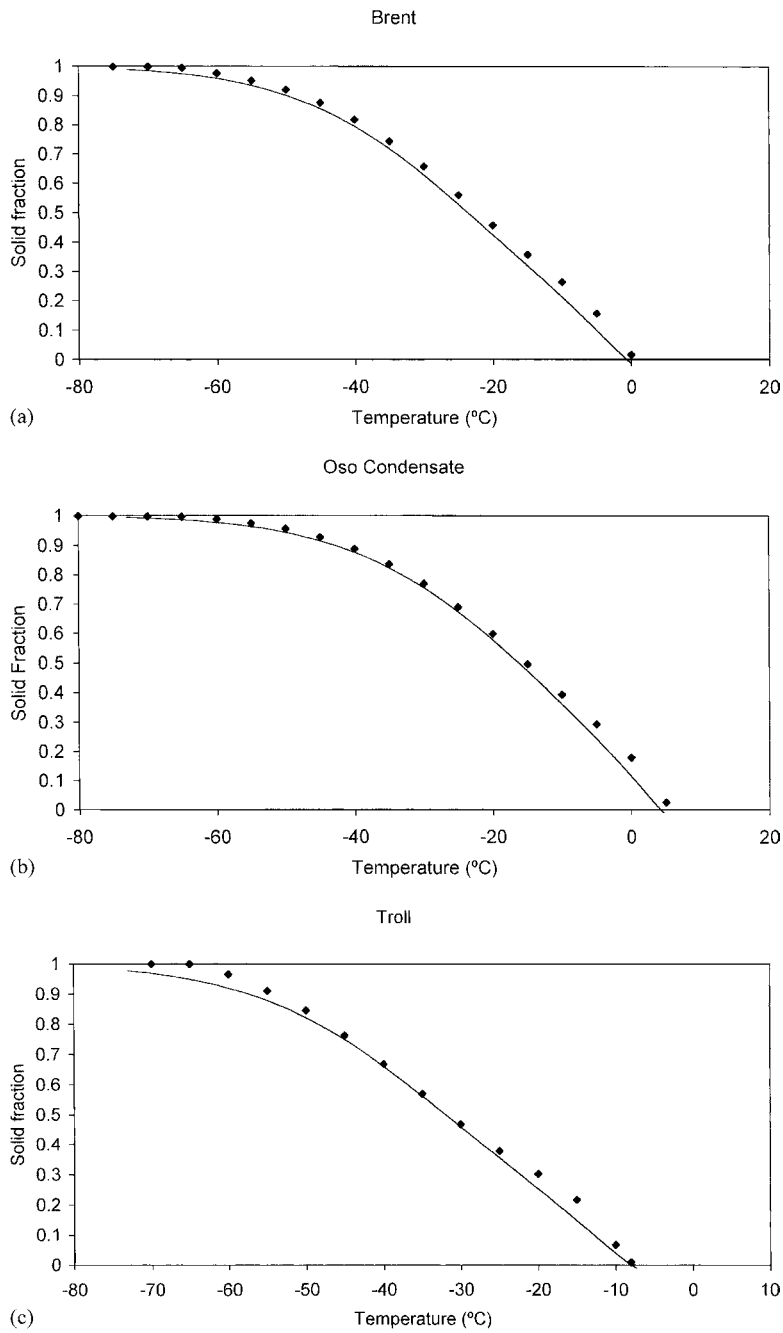 Brent
1
0.9
0.8
0.7
0.6
0.5
0.4
0.3
0.2
0.1
0
Solid fraction
-80 -60 -40 -20 0 20
Temperature (ºC)
(a)
Oso Condensate
1
0.9
0.8
0.7
0.6
0.5
0.4
0.3
0.2
0.1
0
Solid Fraction
-80 -60 -40 -20 0 20
Temperature (ºC)
(b)
Troll
1
0.9
0.8
0.7
0.6
0.5
0.4
0.3
0.2
0.1
0
Solid fraction
-80 -70 -60 -50 -40 -30 -20 -10 0 10
Temperature (ºC)
(c)